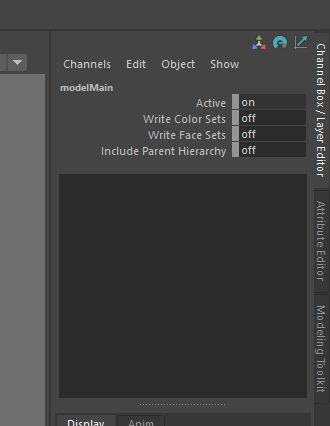 Channels Edit Object Show
modelMain
Active on
Write Color Sets off
Write Face Sets off
Include Parent Hierarchy off
Display Anim
Channel Box / Layer Editor
Attribute Editor
Modeling Toolkit